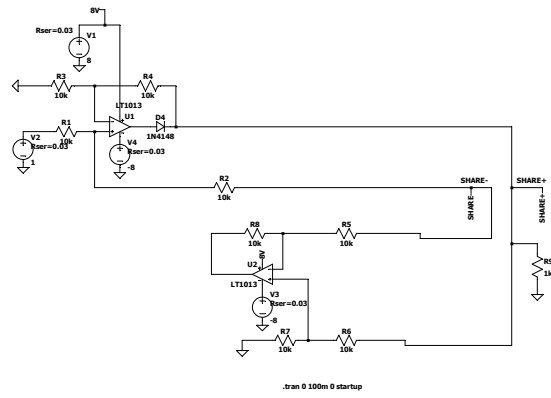 8V
Rser=0.03
V1
8
R3
10k
R4
10k
LT1013
U1
D4
1N4148
R1
10k
V2
Rser=0.03
1
V4
Rser=0.03
-8
R2
10k
SHARE-
SHARE+
SHARE-
SHARE+
R8
10k
R5
10k
8V
U2
LT1013
V3
Rser=0.03
-8
R9
1k
R7
10k
R6
10k
.tran 0 100m 0 startup